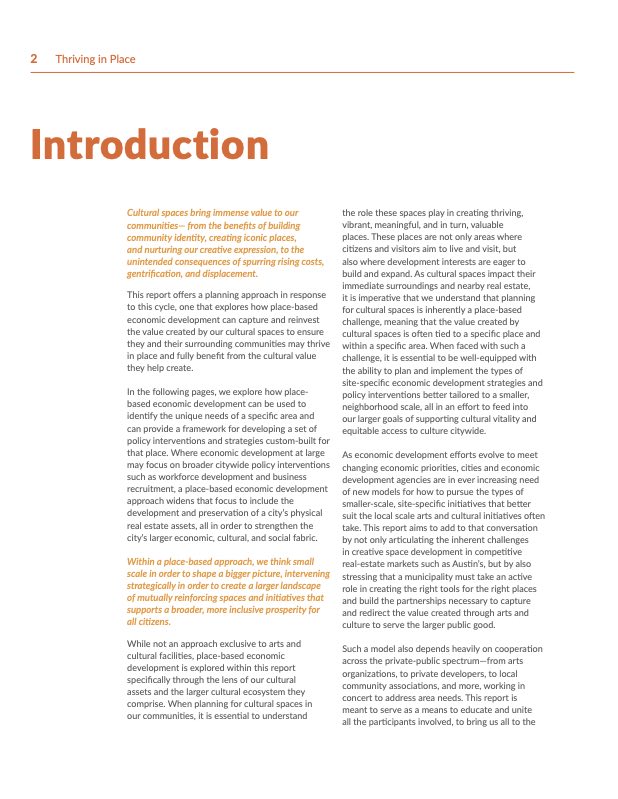 2 Thriving in Place
Introduction
Cultural spaces bring immense value to our
communities— from the benefits of building
community identity, creating iconic places,
and nurturing our creative expression, to the
unintended consequences of spurring rising costs,
gentrification, and displacement.
This report offers a planning approach in response
to this cycle, one that explores how place-based
economic development can capture and reinvest
the value created by our cultural spaces to ensure
they and their surrounding communities may thrive
in place and fully benefit from the cultural value
they help create.
In the following pages, we explore how place-
based economic development can be used to
identify the unique needs of a specific area and
can provide a framework for developing a set of
policy interventions and strategies custom-built for
that place. Where economic development at large
may focus on broader citywide policy interventions
such as workforce development and business
recruitment, a place-based economic development
approach widens that focus to include the
development and preservation of a city's physical
real estate assets, all in order to strengthen the
city's larger economic, cultural, and social fabric.
Within a place-based approach, we think small
scale in order to shape a bigger picture, intervening
strategically in order to create a larger landscape
of mutually reinforcing spaces and initiatives that
supports a broader, more inclusive prosperity for
all citizens.
While not an approach exclusive to arts and
cultural facilities, place-based economic
development is explored within this report
specifically through the lens of our cultural
assets and the larger cultural ecosystem they
comprise. When planning for cultural spaces in
our communities, it is essential to understand
the role these spaces play in creating thriving,
vibrant, meaningful, and in turn, valuable
places. These places are not only areas where
citizens and visitors aim to live and visit, but
also where development interests are eager to
build and expand. As cultural spaces impact their
immediate surroundings and nearby real estate,
it is imperative that we understand that planning
for cultural spaces is inherently a place-based
challenge, meaning that the value created by
cultural spaces is often tied to a specific place and
within a specific area. When faced with such a
challenge, it is essential to be well-equipped with
the ability to plan and implement the types of
site-specific economic development strategies and
policy interventions better tailored to a smaller,
neighborhood scale, all in an effort to feed into
our larger goals of supporting cultural vitality and
equitable access to culture citywide.
As economic development efforts evolve to meet
changing economic priorities, cities and economic
development agencies are in ever increasing need
of new models for how to pursue the types of
smaller-scale, site-specific initiatives that better
suit the local scale arts and cultural initiatives often
take. This report aims to add to that conversation
by not only articulating the inherent challenges
in creative space development in competitive
real-estate markets such as Austin's, but by also
stressing that a municipality must take an active
role in creating the right tools for the right places
and build the partnerships necessary to capture
and redirect the value created through arts and
culture to serve the larger public good.
Such a model also depends heavily on cooperation
across the private-public spectrum—from arts
organizations, to private developers, to local
community associations, and more, working in
concert to address area needs. This report is
meant to serve as a means to educate and unite
all the participants involved, to bring us all to the